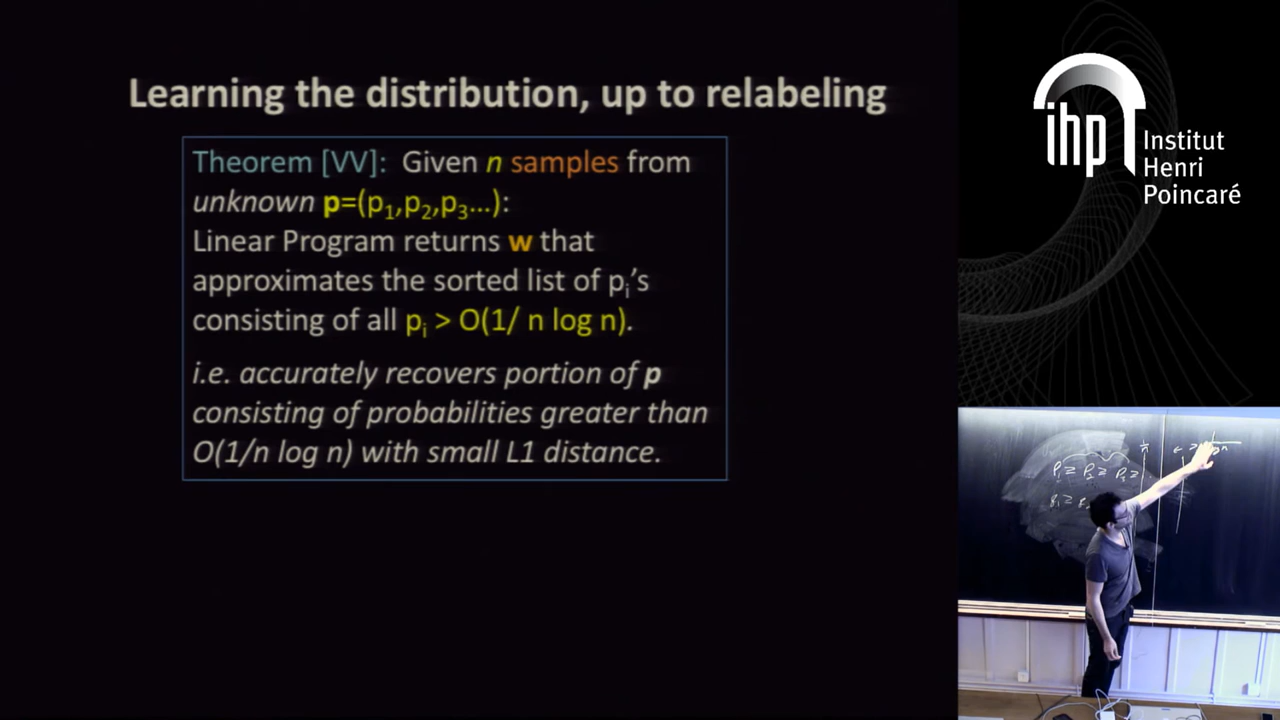 Learning the distribution, up to relabeling
Theorem [VV]: Given n samples from
unknown p=(p₁,p₂,p₃...):
Linear Program returns w that
approximates the sorted list of pᵢ's
consisting of all pᵢ > O(1/ n log n).
i.e. accurately recovers portion of p
consisting of probabilities greater than
O(1/n log n) with small L1 distance.
ihp
Institut
Henri
Poincaré